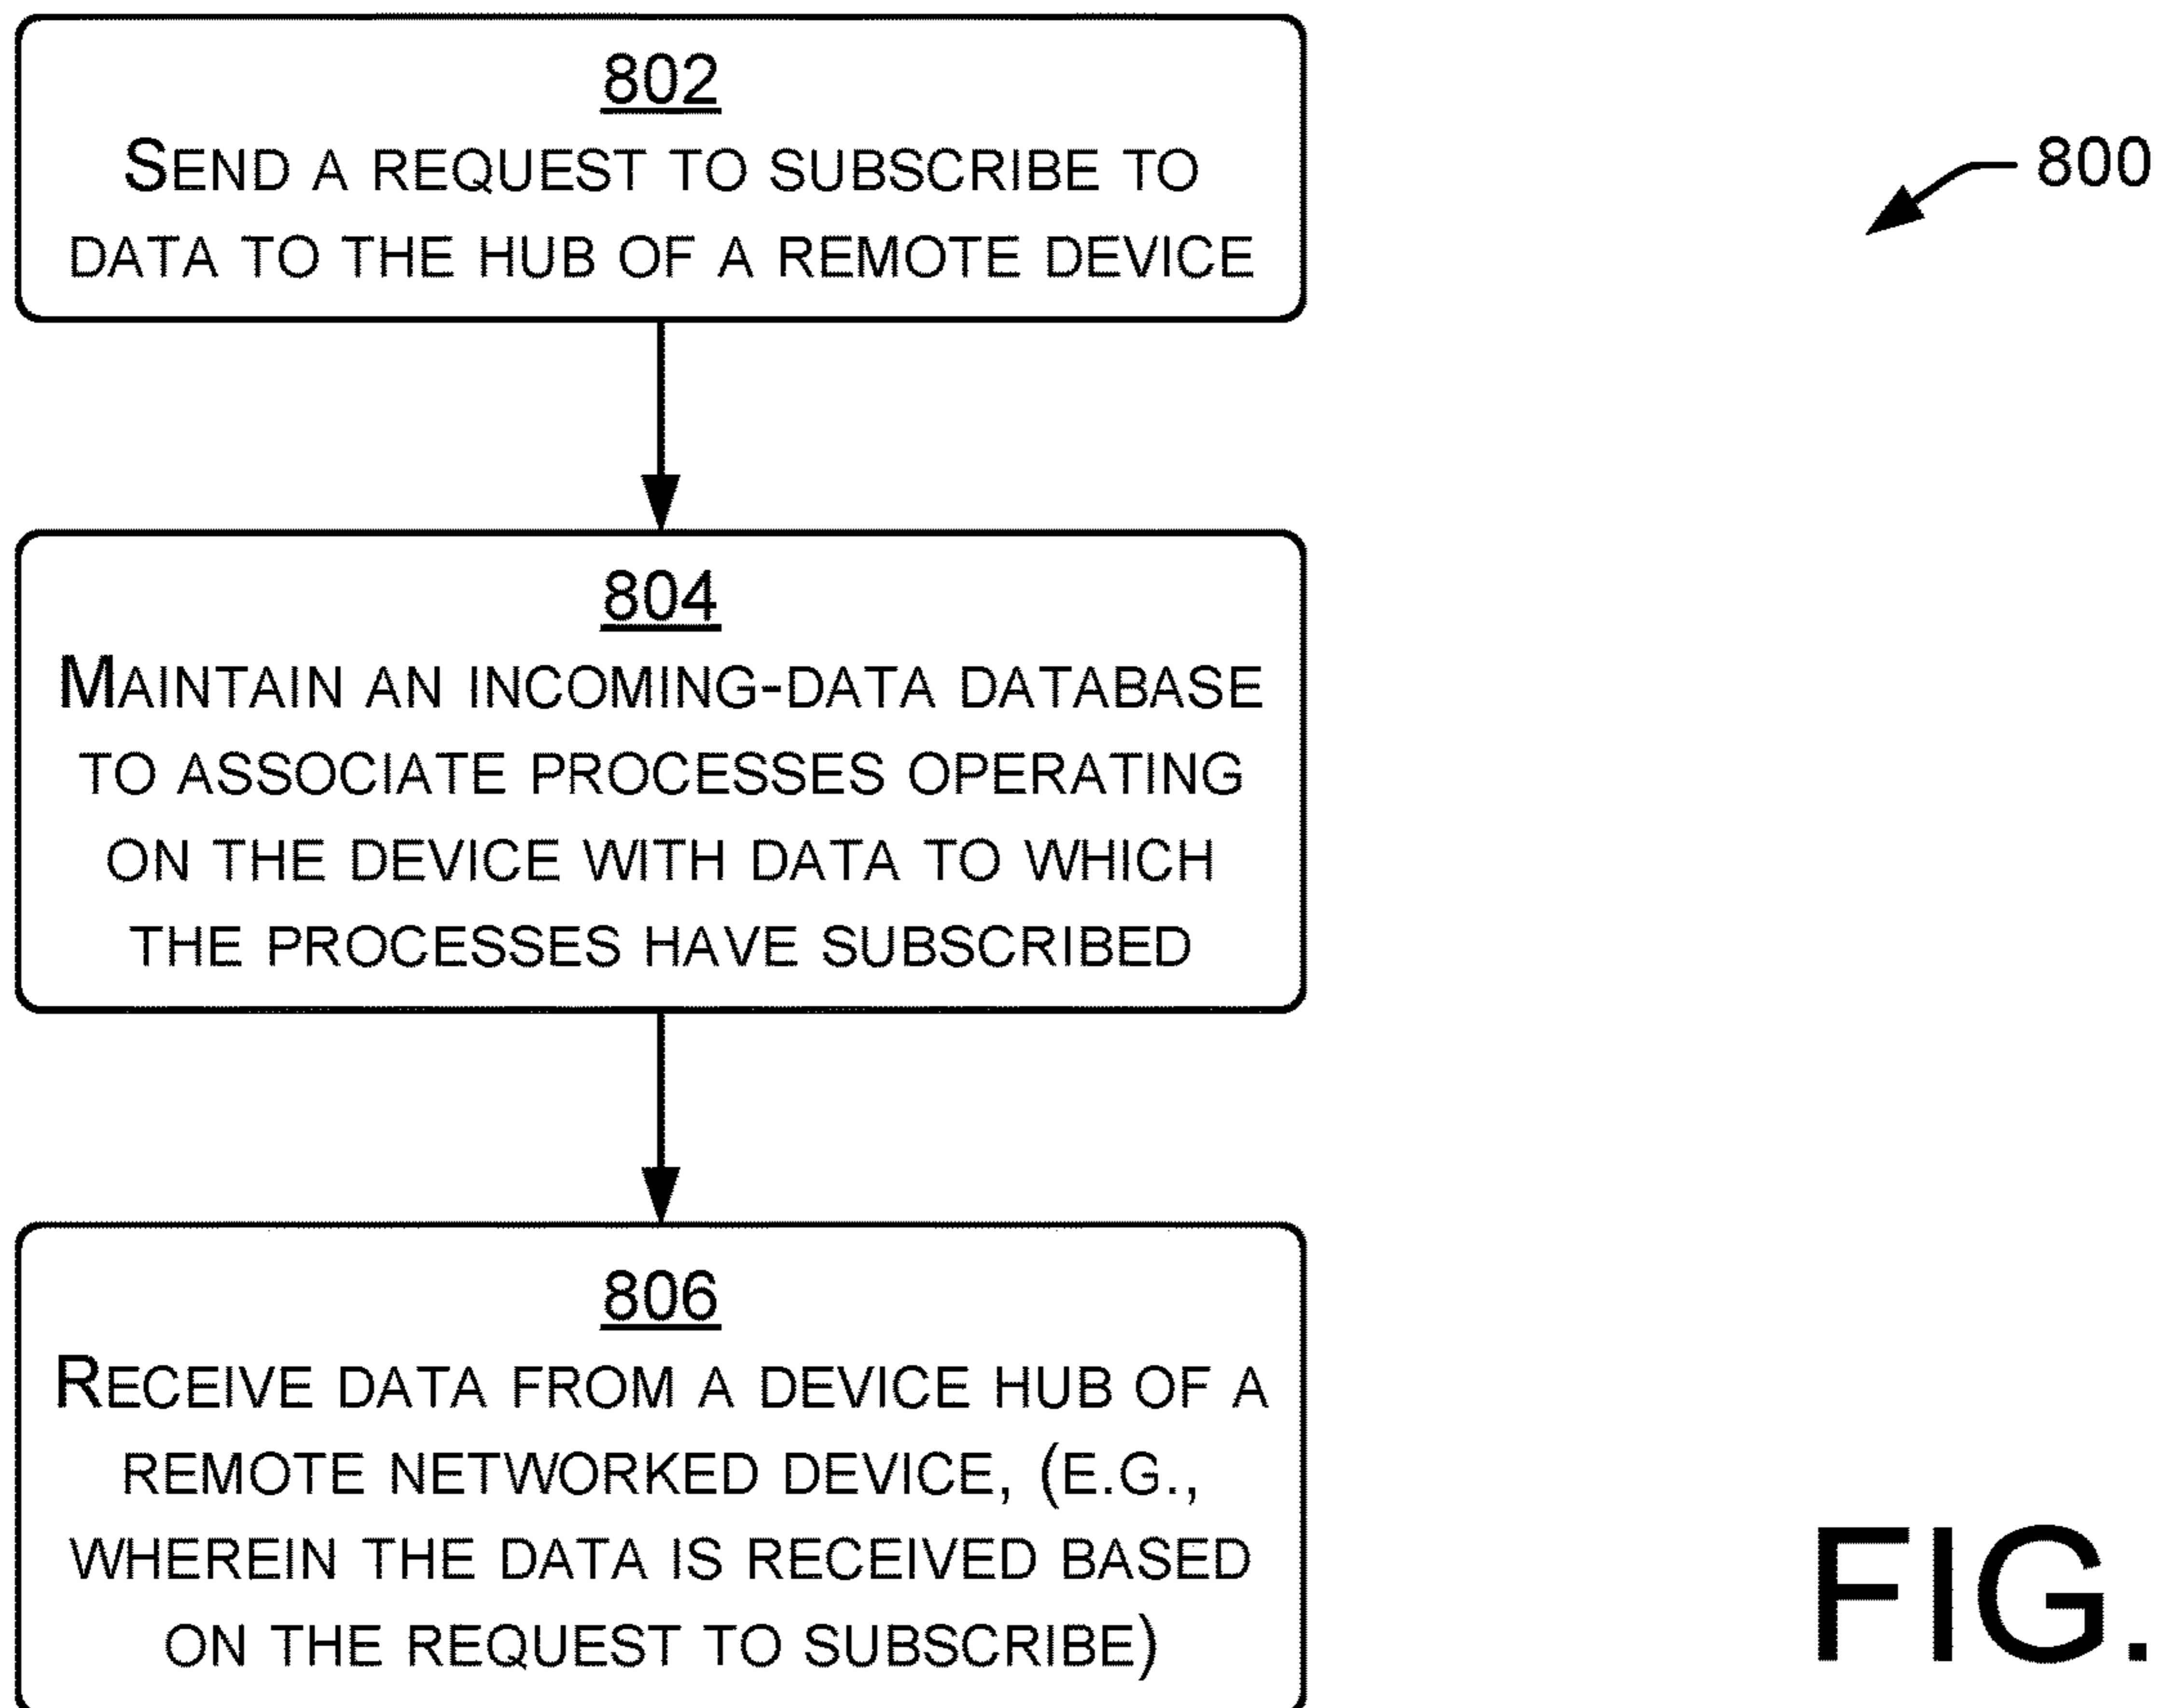 802
SEND A REQUEST TO SUBSCRIBE TO
DATA TO THE HUB OF A REMOTE DEVICE
800
804
MAINTAIN AN INCOMING-DATA DATABASE
TO ASSOCIATE PROCESSES OPERATING
ON THE DEVICE WITH DATA TO WHICH
THE PROCESSES HAVE SUBSCRIBED
806
RECEIVE DATA FROM A DEVICE HUB OF A
REMOTE NETWORKED DEVICE, (E.G.,
WHEREIN THE DATA IS RECEIVED BASED
ON THE REQUEST TO SUBSCRIBE)
FIG.